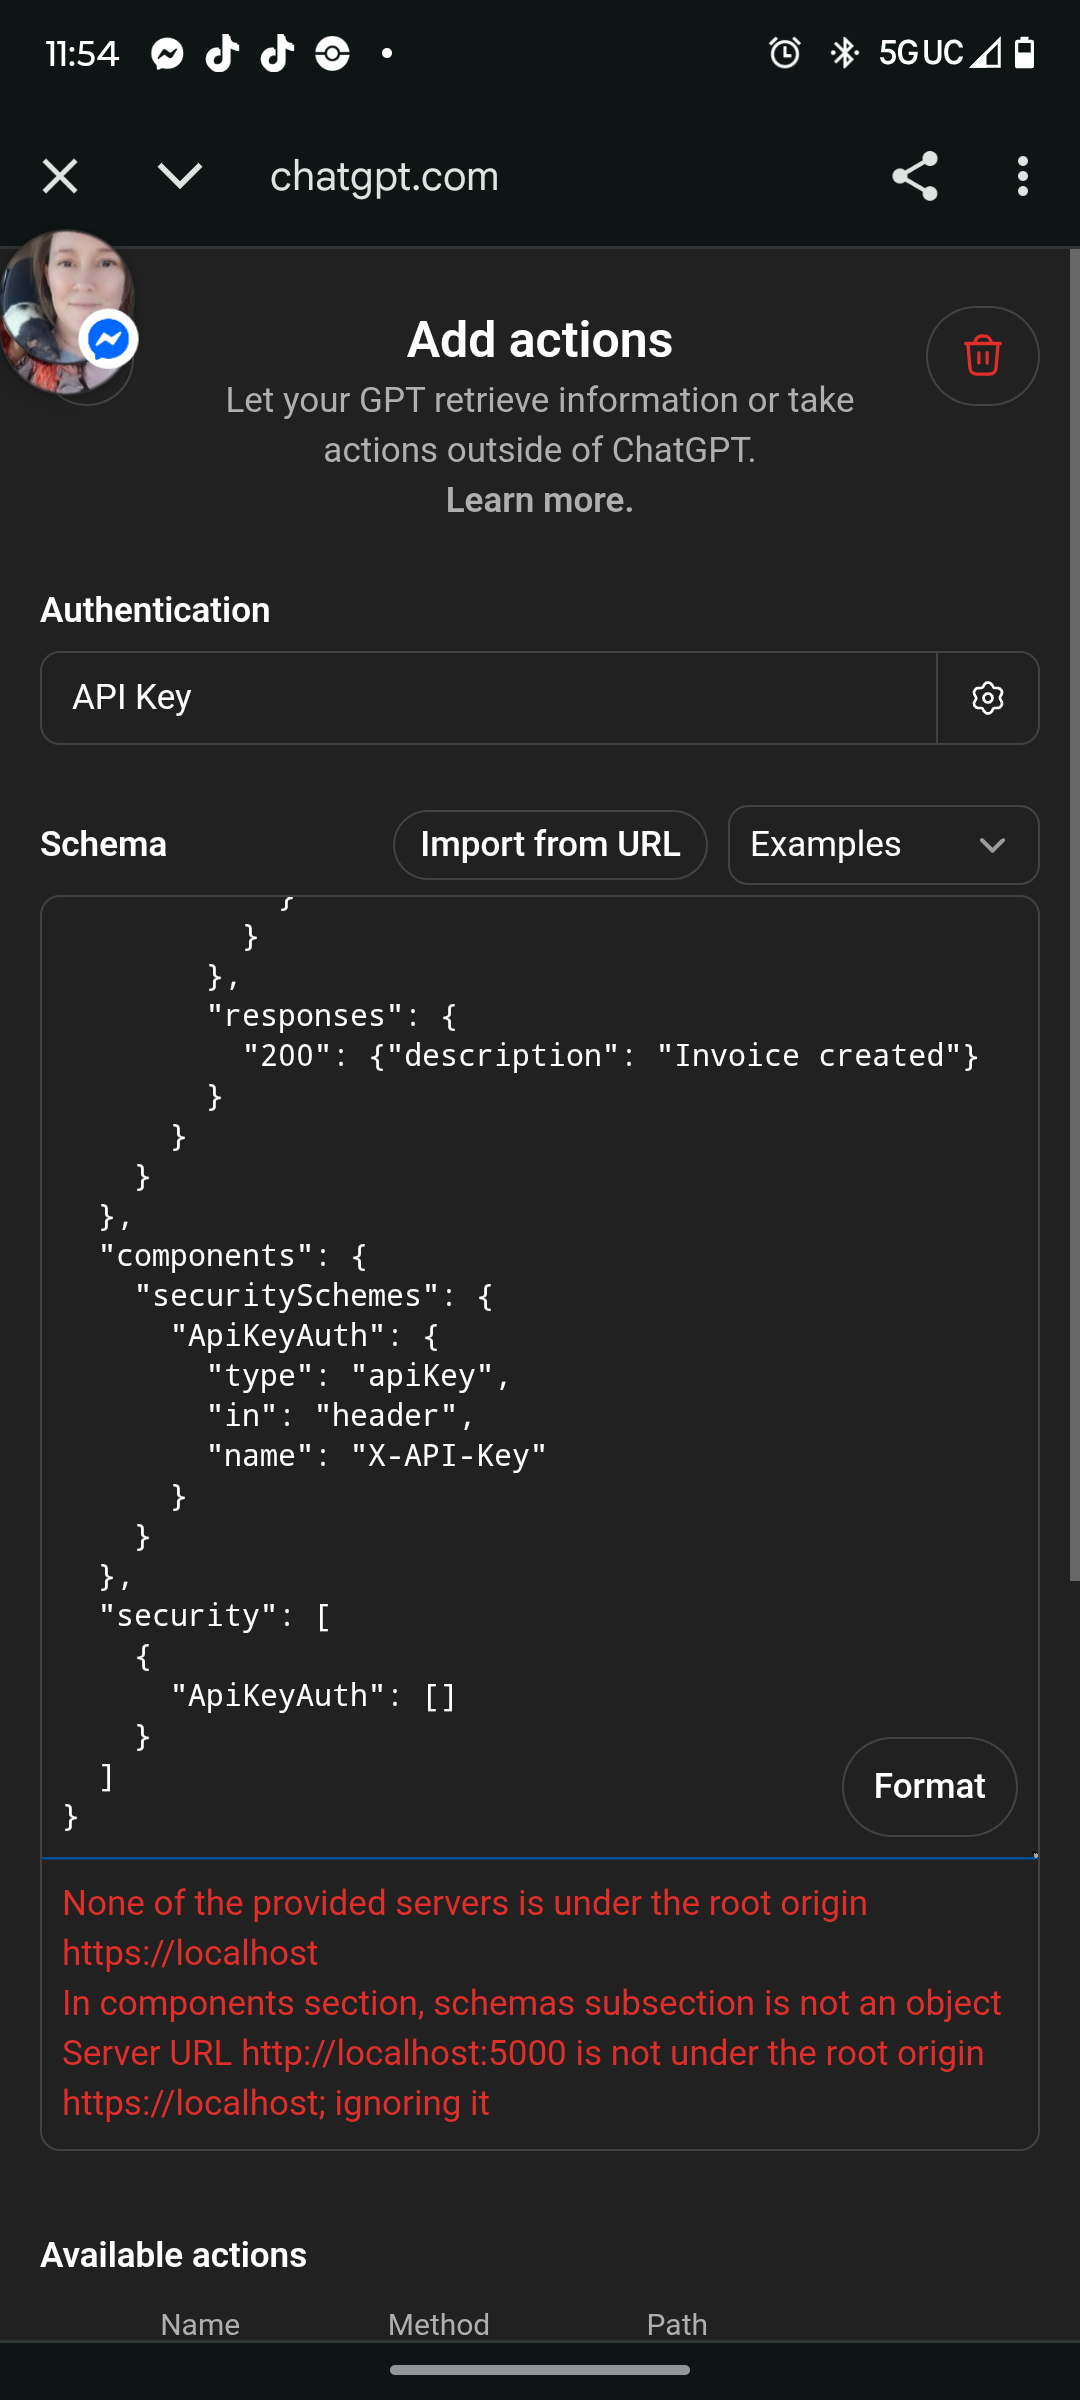 11:54
5G UC
chatgpt.com
Add actions
Let your GPT retrieve information or take
actions outside of ChatGPT.
Learn more.
Authentication
API Key
Schema
Import from URL
Examples
}
}
},
"responses": {
"200": {"description": "Invoice created"}
}
}
}
},
"components": {
"securitySchemes": {
"ApiKeyAuth": {
"type": "apiKey",
"in": "header",
"name": "X-API-Key"
}
}
},
"security": [
{
"ApiKeyAuth": []
}
]
}
Format
None of the provided servers is under the root origin
https://localhost
In components section, schemas subsection is not an object
Server URL http://localhost:5000 is not under the root origin
https://localhost; ignoring it
Available actions
Name Method Path